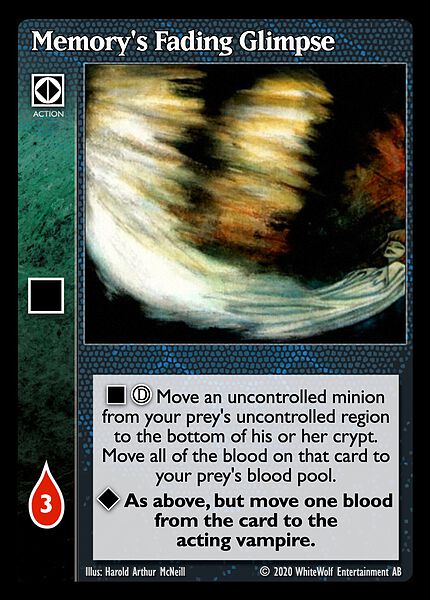 Memory's Fading Glimpse
ACTION
D Move an uncontrolled minion
from your prey's uncontrolled region
to the bottom of his or her crypt.
Move all of the blood on that card to
your prey's blood pool.
As above, but move one blood
from the card to the
acting vampire.
3
Illus: Harold Arthur McNeill © 2020 WhiteWolf Entertainment AB